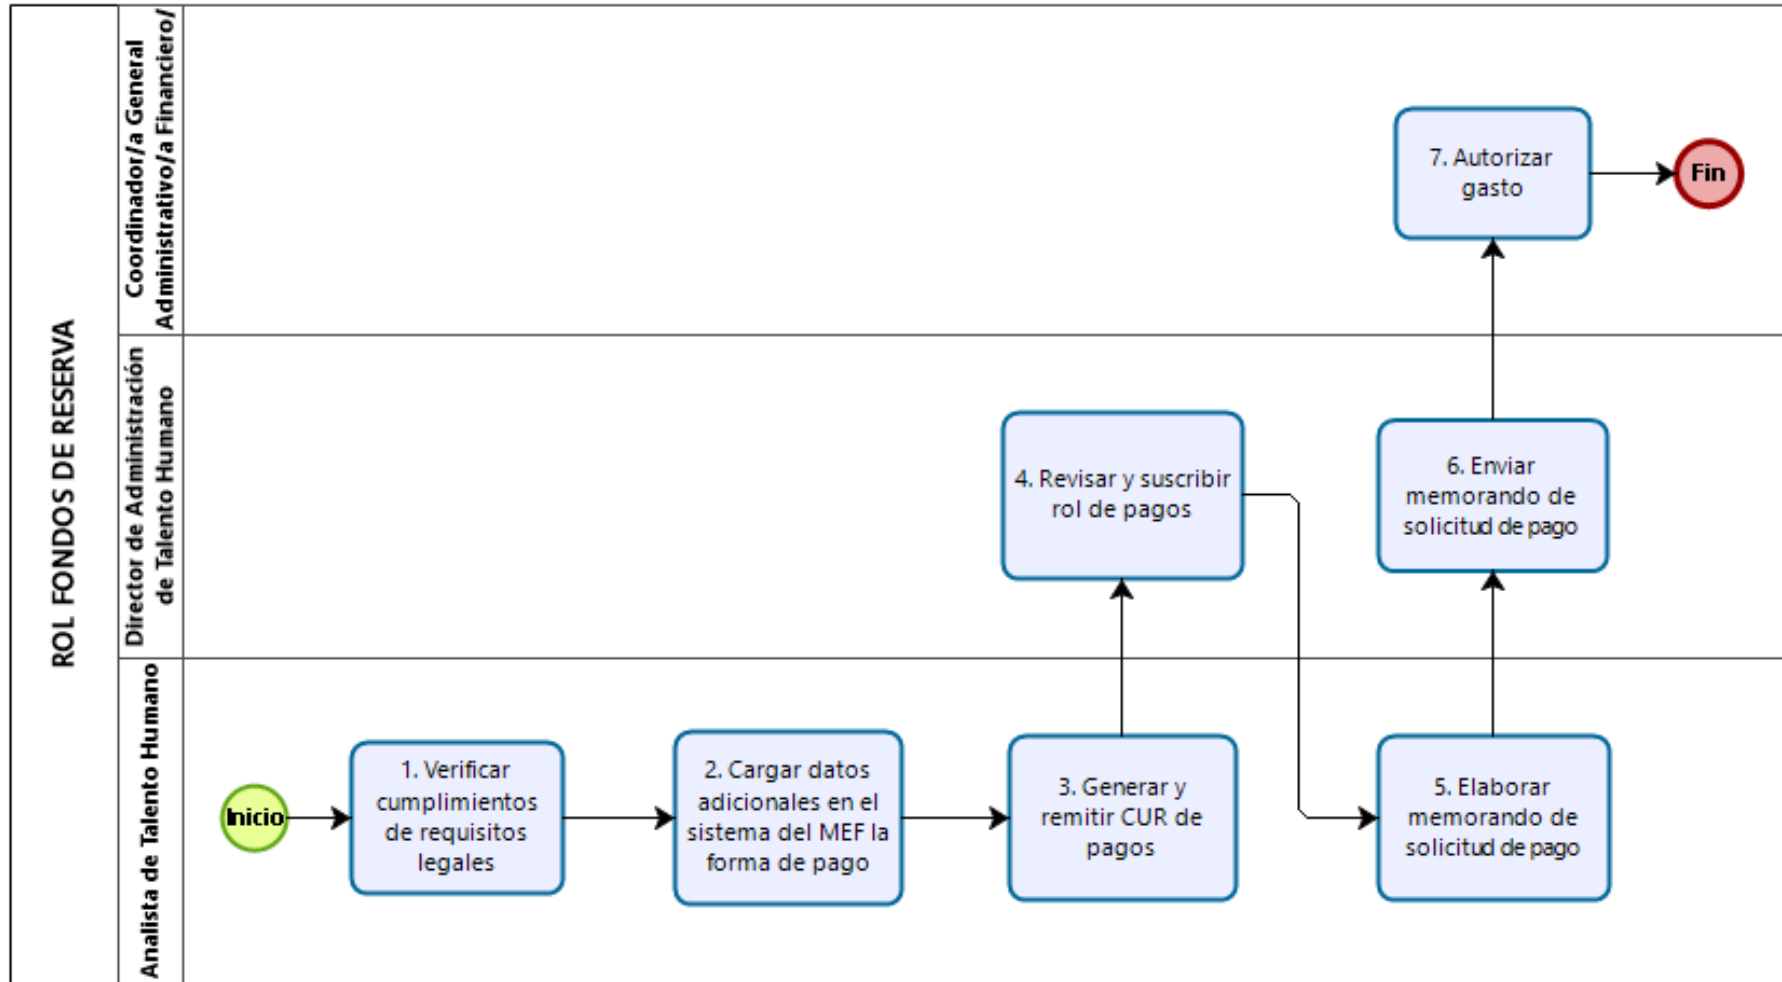 ROL FONDOS DE RESERVA
Coordinador/a General
Administrativo/a Financiero/
7. Autorizar
gasto
Fin
Director de Administración
de Talento Humano
4. Revisar y suscribir
rol de pagos
6. Enviar
memorando de
solicitud de pago
Analista de Talento Humano
Inicio
1. Verificar
cumplimientos
de requisitos
legales
2. Cargar datos
adicionales en el
sistema del MEF la
forma de pago
3. Generar y
remitir CUR de
pagos
5. Elaborar
memorando de
solicitud de pago